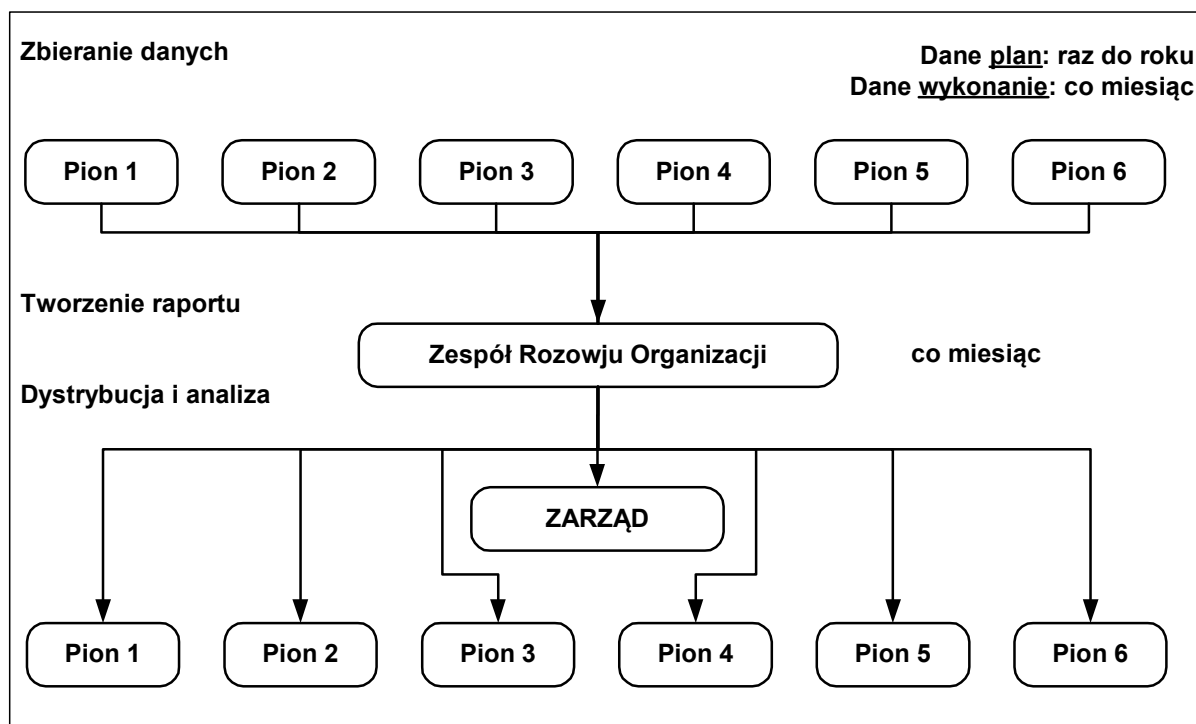 Zbieranie danych
Dane plan: raz do roku
Dane wykonanie: co miesiąc
Pion 1
Pion 2
Pion 3
Pion 4
Pion 5
Pion 6
Tworzenie raportu
Zespół Rozowju Organizacji
co miesiąc
Dystrybucja i analiza
ZARZĄD
Pion 1
Pion 2
Pion 3
Pion 4
Pion 5
Pion 6